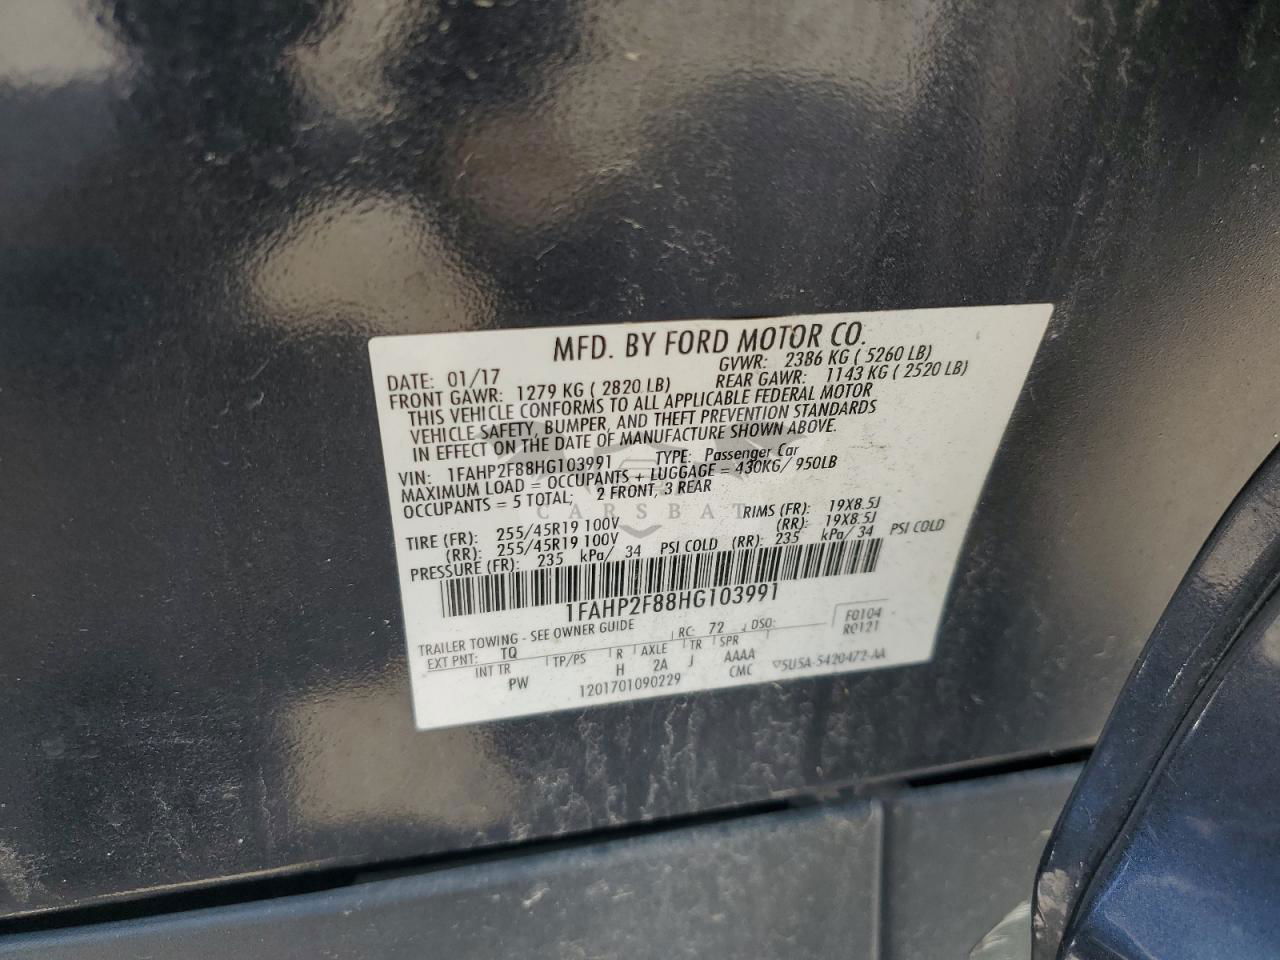 MFD. BY FORD MOTOR CO.
DATE: 01/17 GVWR: 2386 KG ( 5260 LB)
FRONT GAWR: 1279 KG ( 2820 LB) REAR GAWR: 1143 KG ( 2520 LB)
THIS VEHICLE CONFORMS TO ALL APPLICABLE FEDERAL MOTOR
VEHICLE SAFETY, BUMPER, AND THEFT PREVENTION STANDARDS
IN EFFECT ON THE DATE OF MANUFACTURE SHOWN ABOVE.
VIN: 1FAHP2F88HG103991 TYPE: Passenger Car
MAXIMUM LOAD = OCCUPANTS + LUGGAGE = 430KG/ 950LB
OCCUPANTS = 5 TOTAL; 2 FRONT, 3 REAR
CARSBAT
TIRE (FR): 255/45R19 100V RIMS (FR): 19X8.5J
(RR): 255/45R19 100V (RR): 19X8.5J
PRESSURE (FR): 235 kPa/ 34 PSI COLD (RR): 235 kPa/ 34 PSI COLD
1FAHP2F88HG103991
TRAILER TOWING - SEE OWNER GUIDE
EXT PNT: TQ RC: 72 DSO: F0104
R0121
INT TR TP/PS R AXLE TR SPR
PW H 2A J AAAA
1201701090229 CMC ▽SU5A-5420472-AA